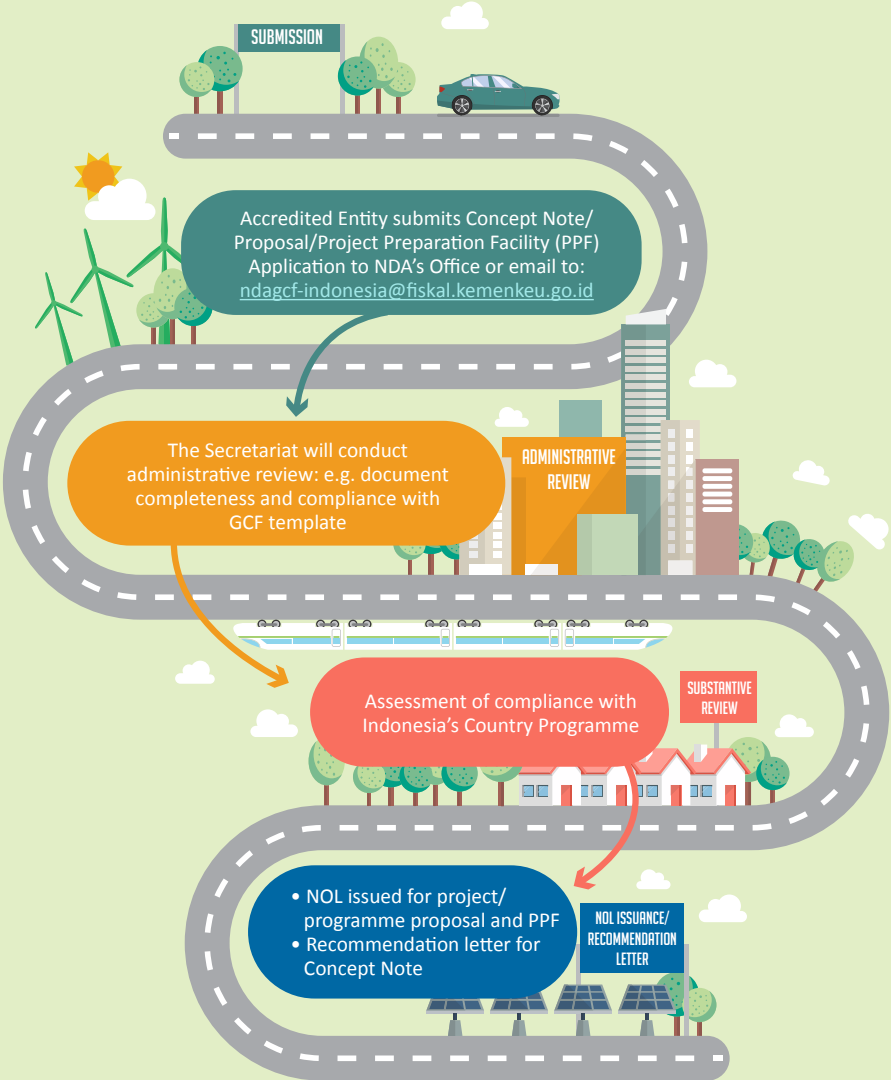 SUBMISSION
Accredited Entity submits Concept Note/
Proposal/Project Preparation Facility (PPF)
Application to NDA's Office or email to:
ndagcf-indonesia@fiskal.kemenkeu.go.id
The Secretariat will conduct
administrative review: e.g. document
completeness and compliance with
GCF template
ADMINISTRATIVE
REVIEW
Assessment of compliance with
Indonesia's Country Programme
SUBSTANTIVE
REVIEW
• NOL issued for project/
programme proposal and PPF
• Recommendation letter for
Concept Note
NOL ISSUANCE/
RECOMMENDATION
LETTER